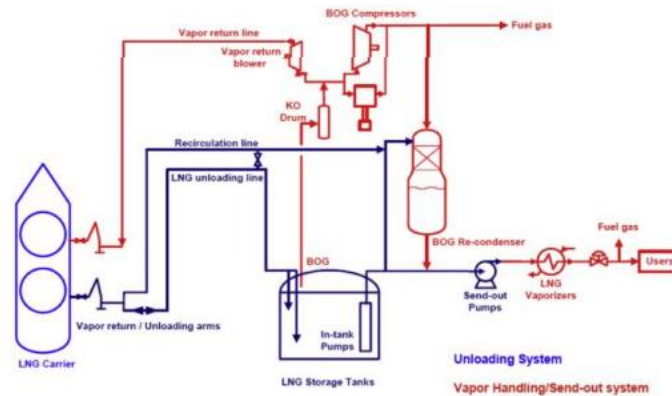 BOG Compressors
Fuel gas
Vapor return line
Vapor return
blower
KO
Drum
Recirculation line
LNG unloading line
BOG Re-condenser
Fuel gas
Users
BOG
LNG
Vaporizers
Send-out
Pumps
In-tank
Pumps
Vapor return / Unloading arms
LNG Carrier
LNG Storage Tanks
Unloading System
Vapor Handling/Send-out system